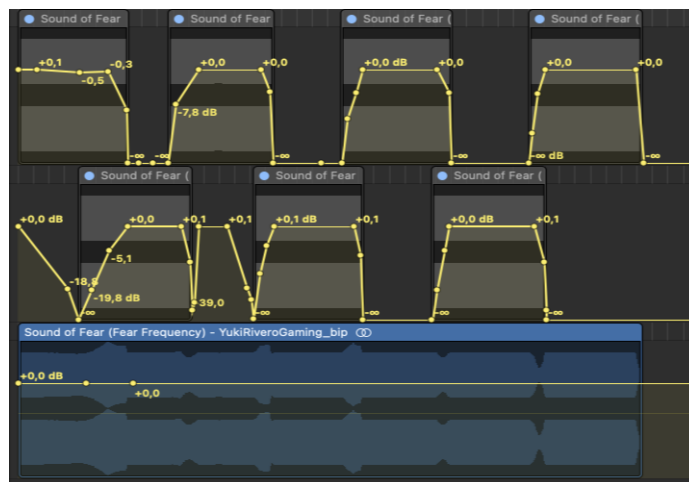 Sound of Fear
Sound of Fear
Sound of Fear (
Sound of Fear (
+0,1
-0,5
-0,3
+0,0
+0,0
+0,0 dB
+0,0
+0,0
+0,0
-7,8 dB
-∞
-∞
-∞
-∞
-∞ dB
-∞
Sound of Fear (
Sound of Fear
Sound of Fear (
+0,0 dB
+0,0
+0,1
+0,1
+0,1 dB
+0,1
+0,0 dB
+0,1
-5,1
-18,8
-19,8 dB
-39,0
-∞
-∞
-∞
-∞
-∞
Sound of Fear (Fear Frequency) - YukiRiveroGaming_bip
+0,0 dB
+0,0